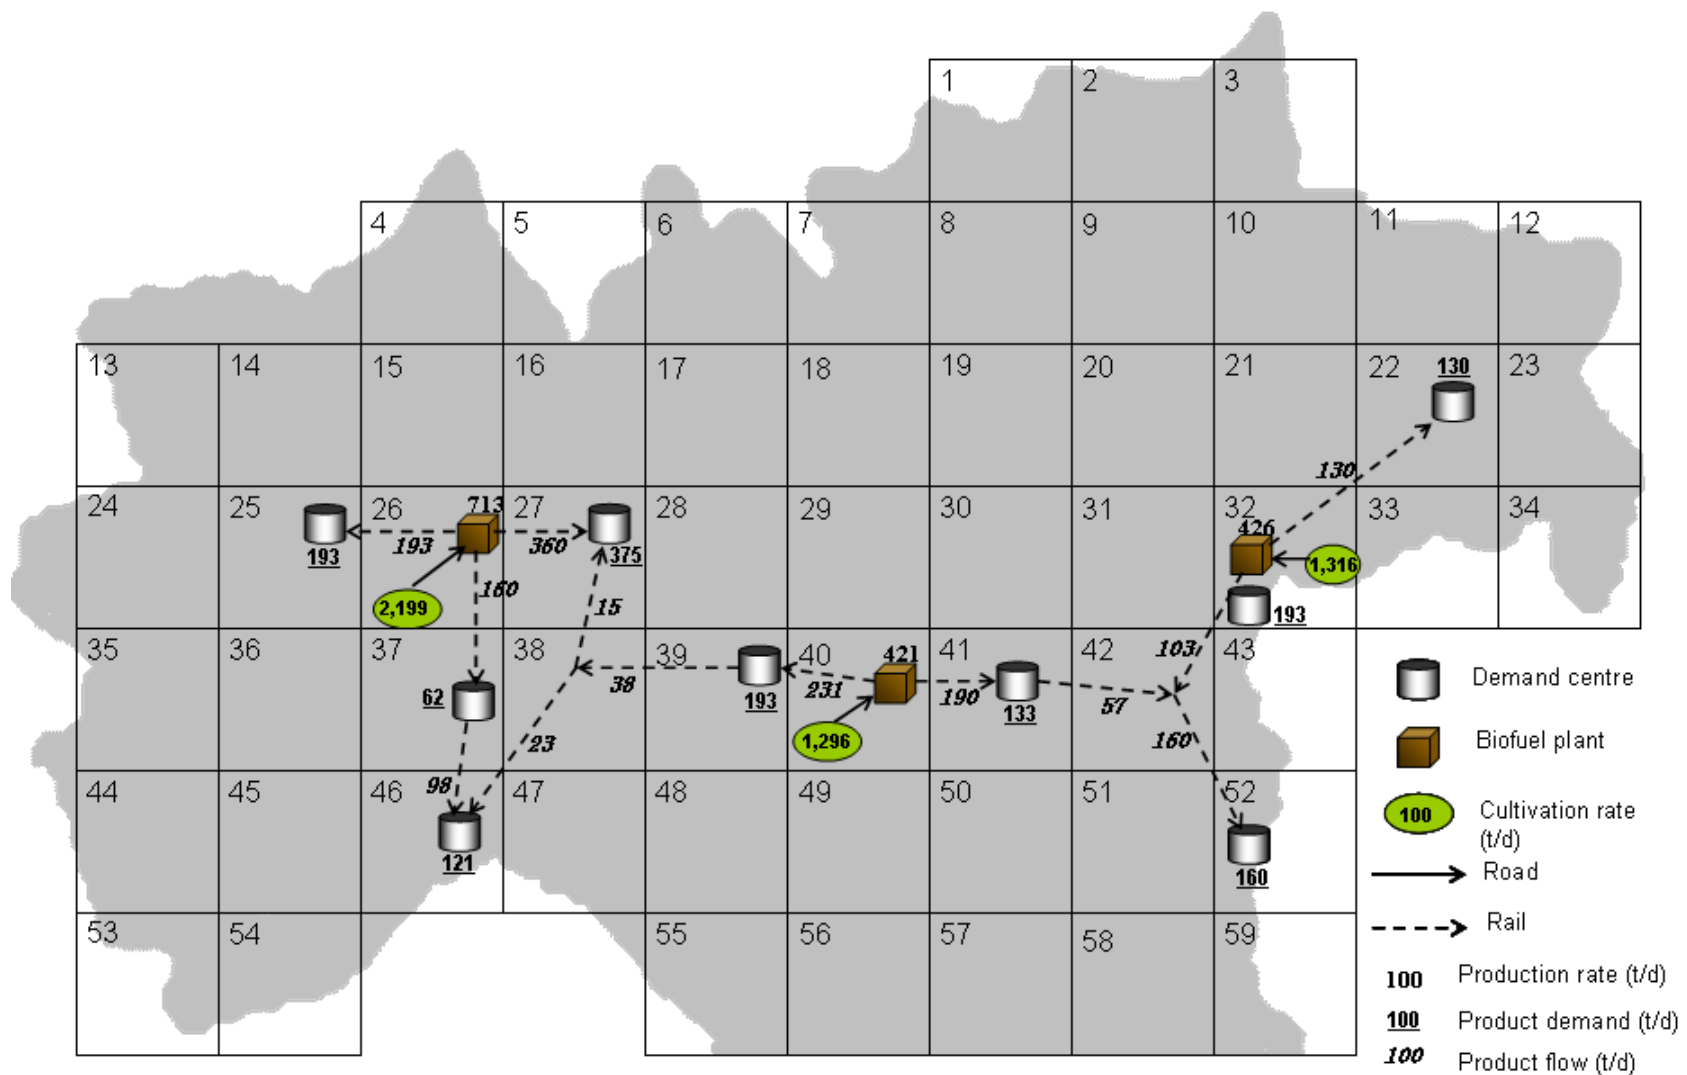 1 2 3
4 5 6 7 8 9 10 11 12
13 14 15 16 17 18 19 20 21 22 23
130
130
24 25 26 713 27 28 29 30 31 32 33 34
426
193 193 360 375
1,316
160
2,199 15 193
35 36 37 38 39 40 421 41 42 103 43
62 38 193 231 190 133 57
23 1,296 160
44 45 46 47 48 49 50 51 52
98
121 160
53 54 55 56 57 58 59
Demand centre
Biofuel plant
100 Cultivation rate
(t/d)
Road
Rail
100 Production rate (t/d)
100 Product demand (t/d)
100 Product flow (t/d)